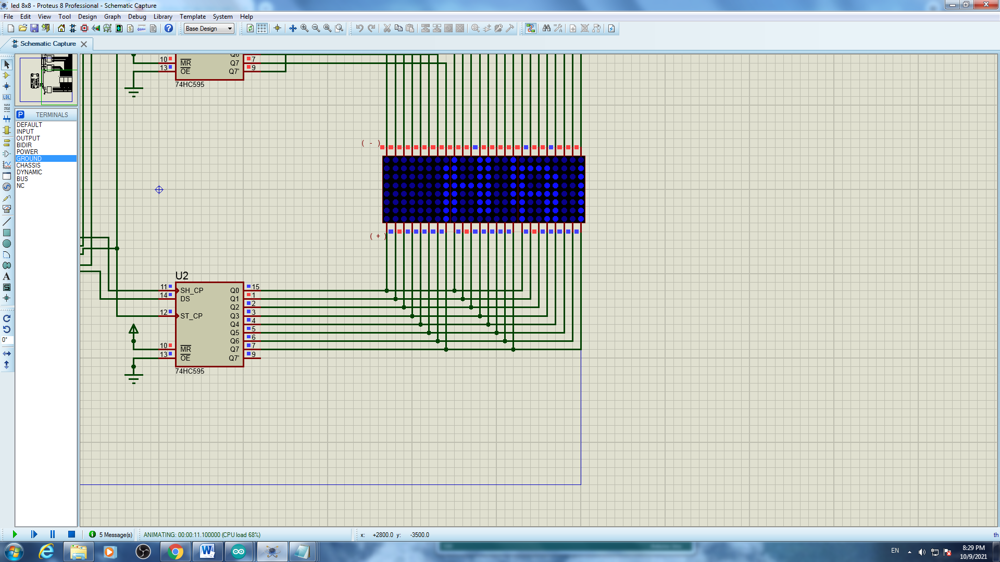 led 8x8 - Proteus 8 Professional - Schematic Capture
File Edit View Tool Design Graph Debug Library Template System Help
Base Design
Schematic Capture
P TERMINALS
DEFAULT
INPUT
OUTPUT
BIDIR
POWER
GROUND
CHASSIS
DYNAMIC
BUS
NC
LBL
A
S
0°
10 MR Q7 7
13 OE Q7' 9
74HC595
( - )
( + )
U2
11 SH_CP Q0 15
14 DS Q1 1
Q2 2
12 ST_CP Q3 3
Q4 4
Q5 5
Q6 6
10 MR Q7 7
13 OE Q7' 9
74HC595
5 Message(s) ANIMATING: 00:00:11.100000 (CPU load 68%) x: +2800.0 y: -3500.0 th
EN
8:29 PM
10/9/2021